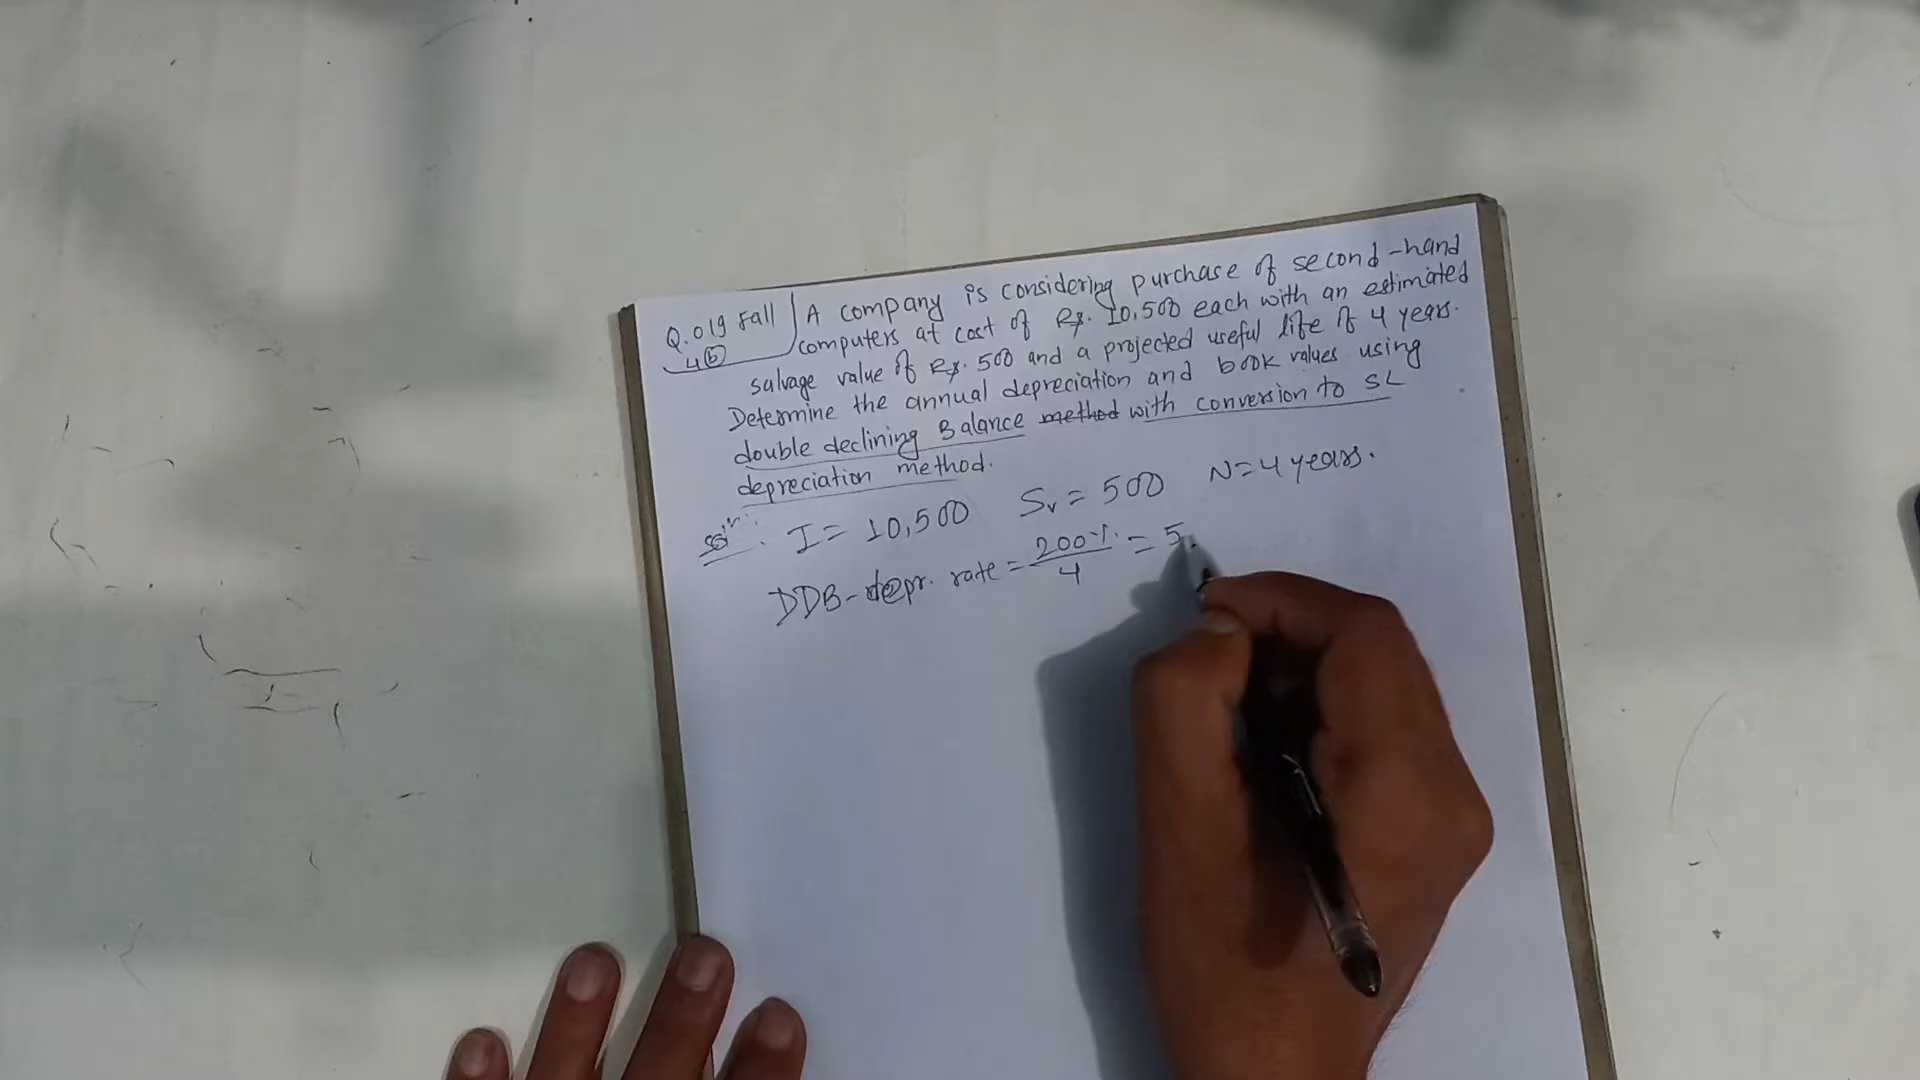 Q. 019 Fall A company is considering purchase of second-hand
4(b) computers at cost of Rs. 10,500 each with an estimated
salvage value of Rs. 500 and a projected useful life of 4 years.
Determine the annual depreciation and book values using
double declining Balance method with conversion to SL
depreciation method.
Solⁿ: I = 10,500 Sv = 500 N = 4 years.
DDB - depr. rate = 200% / 4 = 5